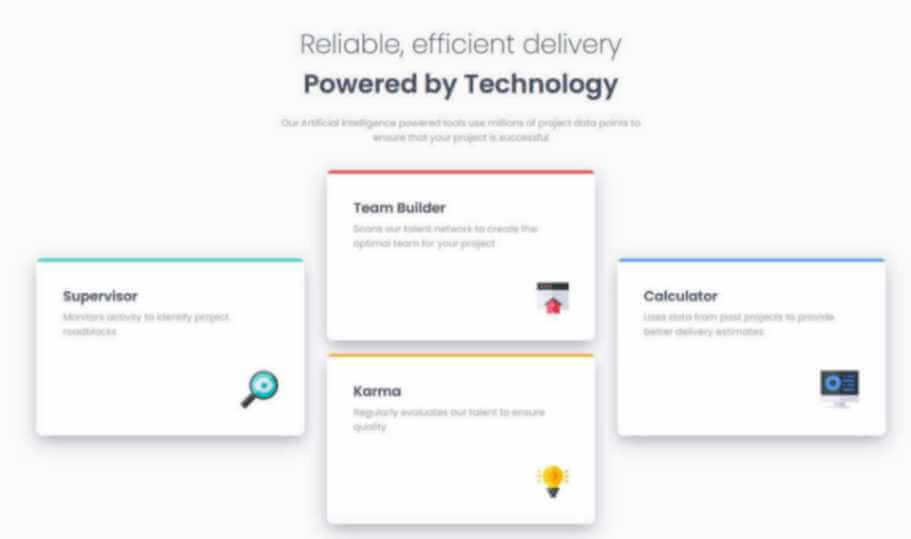 Reliable, efficient delivery
Powered by Technology
Our Artificial Intelligence powered tools use millions of project data points to
ensure that your project is successful
Supervisor
Monitors activity to identify project
roadblocks
Team Builder
Scans our talent network to create the
optimal team for your project
Karma
Regularly evaluates our talent to ensure
quality
Calculator
Uses data from past projects to provide
better delivery estimates